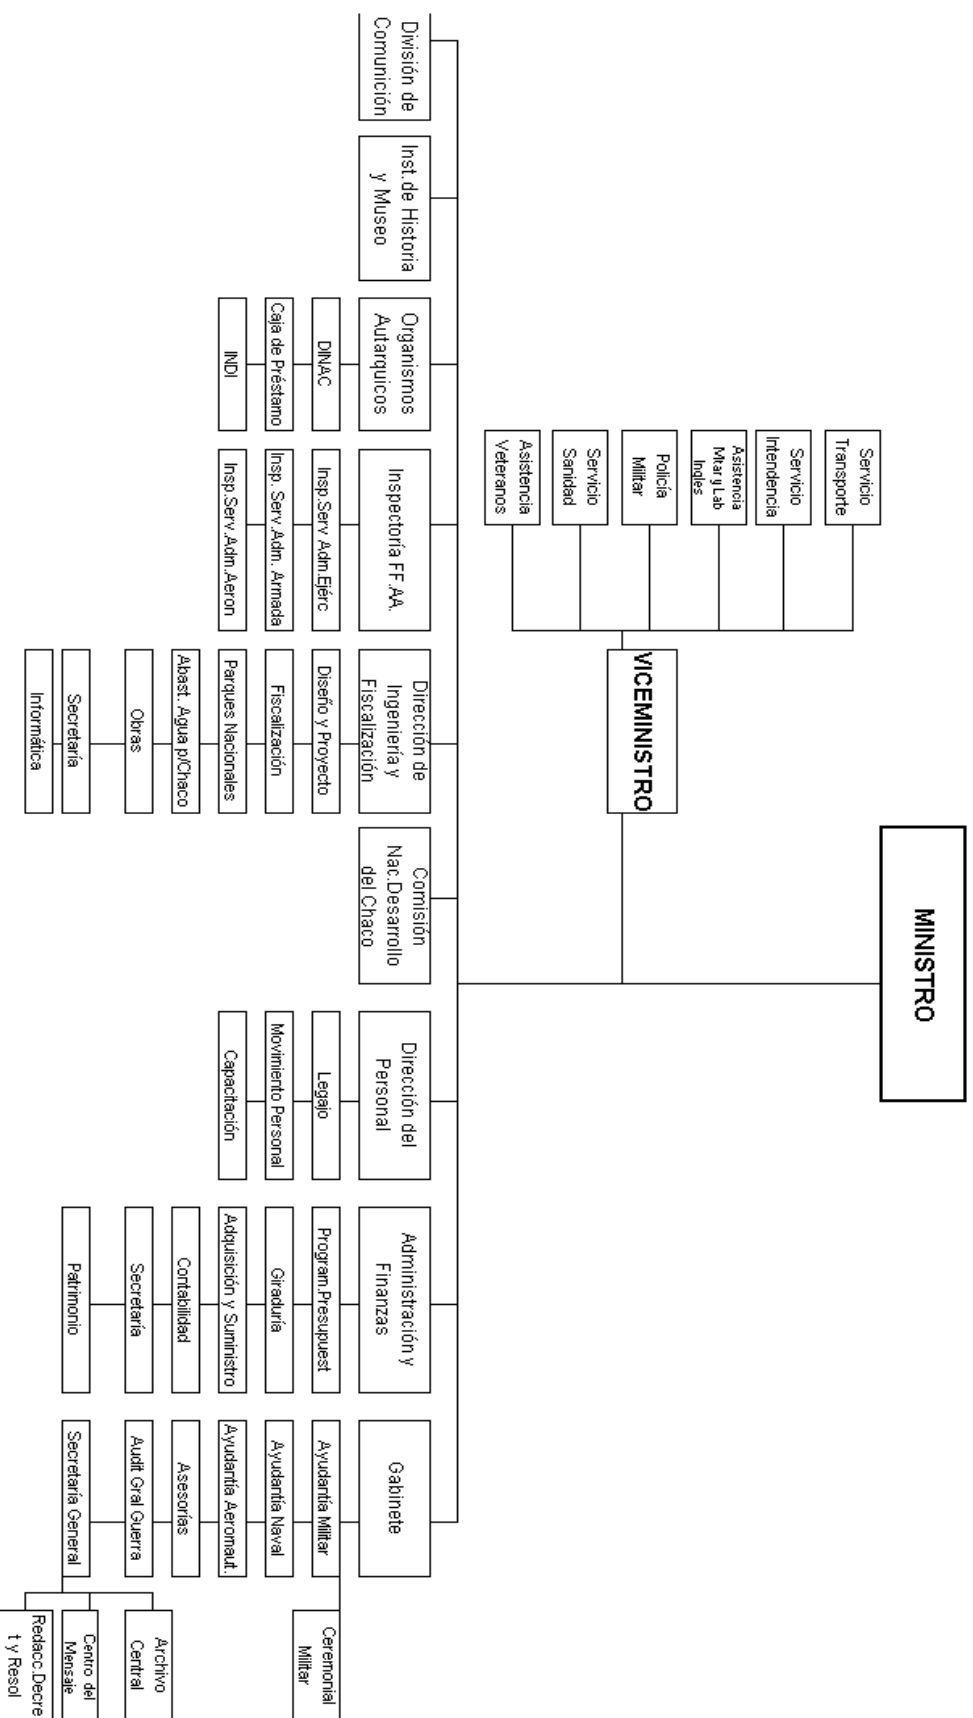 MINISTRO
VICEMINISTRO
Servicio
Transporte
Servicio
Intendencia
Asistencia
Mtar y Lab
Ingles
Policía
Militar
Servicio
Sanidad
Asistencia
Veteranos
División de
Comunición
Inst.de Historia
y Museo
Organismos
Autarquicos
DINAC
Caja de Préstamo
INDI
Inspectoría FF.AA.
Insp.Serv Adm.Ejérc
Insp. Serv.Adm. Armada
Insp.Serv.Adm.Aeron
Dirección de
Ingeniería y
Fiscalización
Diseño y Proyecto
Fiscalización
Parques Nacionales
Abast. Agua p/Chaco
Obras
Secretaría
Informática
Comisión
Nac.Desarrollo
del Chaco
Dirección del
Personal
Legajo
Movimiento Personal
Capacitación
Administración y
Finanzas
Program.Presupuest
Giraduría
Adquisición y Suministro
Contabilidad
Secretaría
Patrimonio
Gabinete
Ayudantía Militar
Ayudantía Naval
Ayudantía Aeronaut.
Asesorías
Audit Gral Guerra
Secretaría General
Ceremonial
Militar
Archivo
Central
Centro del
Mensaje
Redacc.Decre
t y Resol